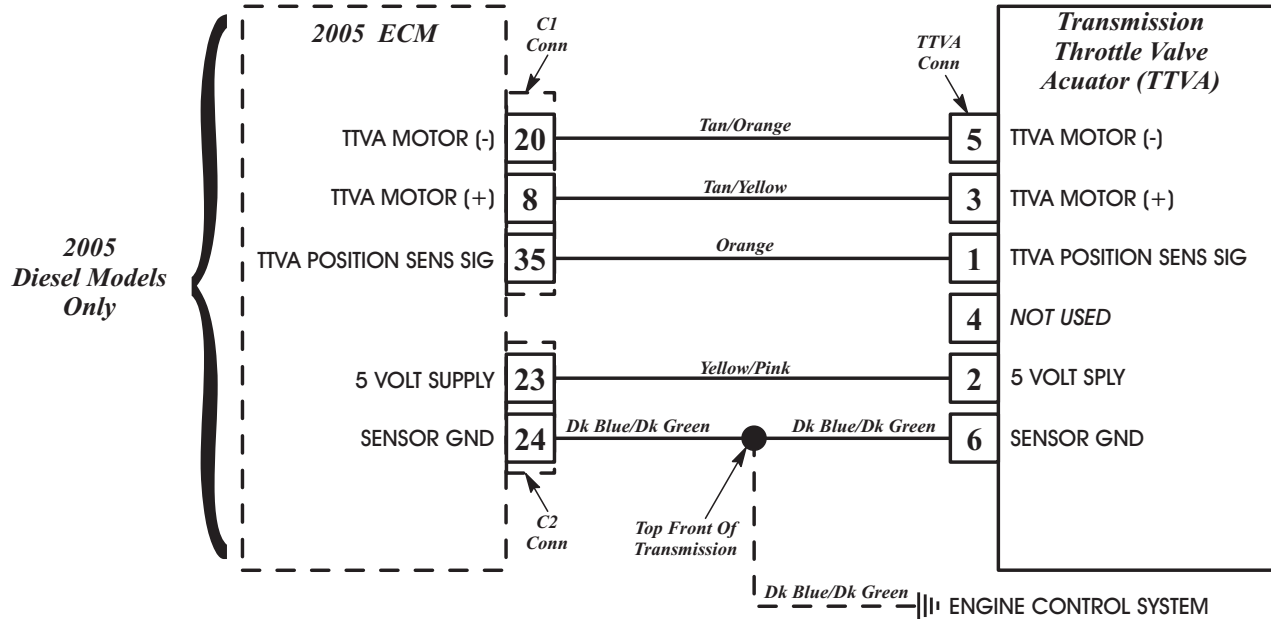 2005 ECM
C1
Conn
TTVA
Conn
Transmission
Throttle Valve
Acuator (TTVA)
TTVA MOTOR (-) 20 Tan/Orange 5 TTVA MOTOR (-)
TTVA MOTOR (+) 8 Tan/Yellow 3 TTVA MOTOR (+)
TTVA POSITION SENS SIG 35 Orange 1 TTVA POSITION SENS SIG
2005
Diesel Models
Only
4 NOT USED
5 VOLT SUPPLY 23 Yellow/Pink 2 5 VOLT SPLY
SENSOR GND 24 Dk Blue/Dk Green Dk Blue/Dk Green 6 SENSOR GND
C2
Conn
Top Front Of
Transmission
Dk Blue/Dk Green ENGINE CONTROL SYSTEM